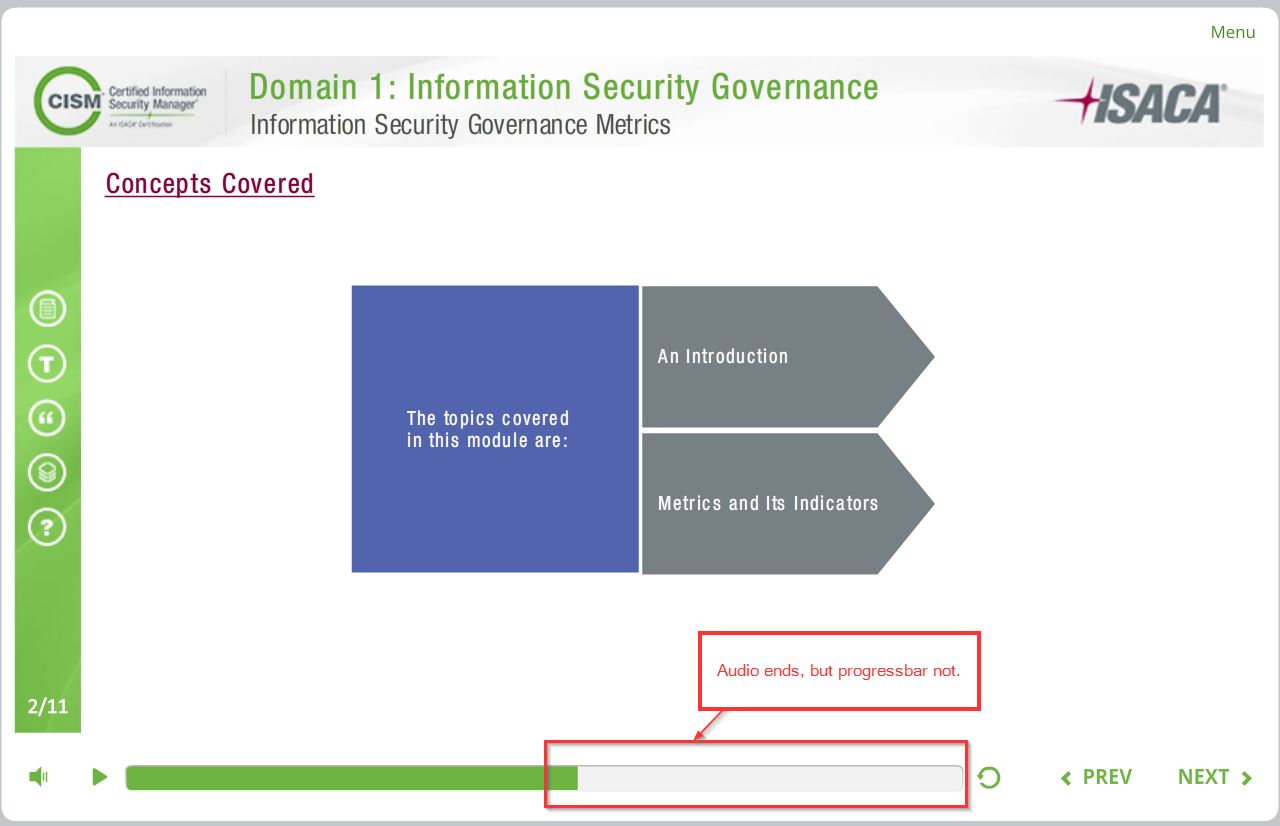 Menu
CISM
Certified Information
Security Manager®
An ISACA® Certification
Domain 1: Information Security Governance
Information Security Governance Metrics
ISACA®
Concepts Covered
The topics covered
in this module are:
An Introduction
Metrics and Its Indicators
T
“
?
2/11
Audio ends, but progressbar not.
PREV
NEXT